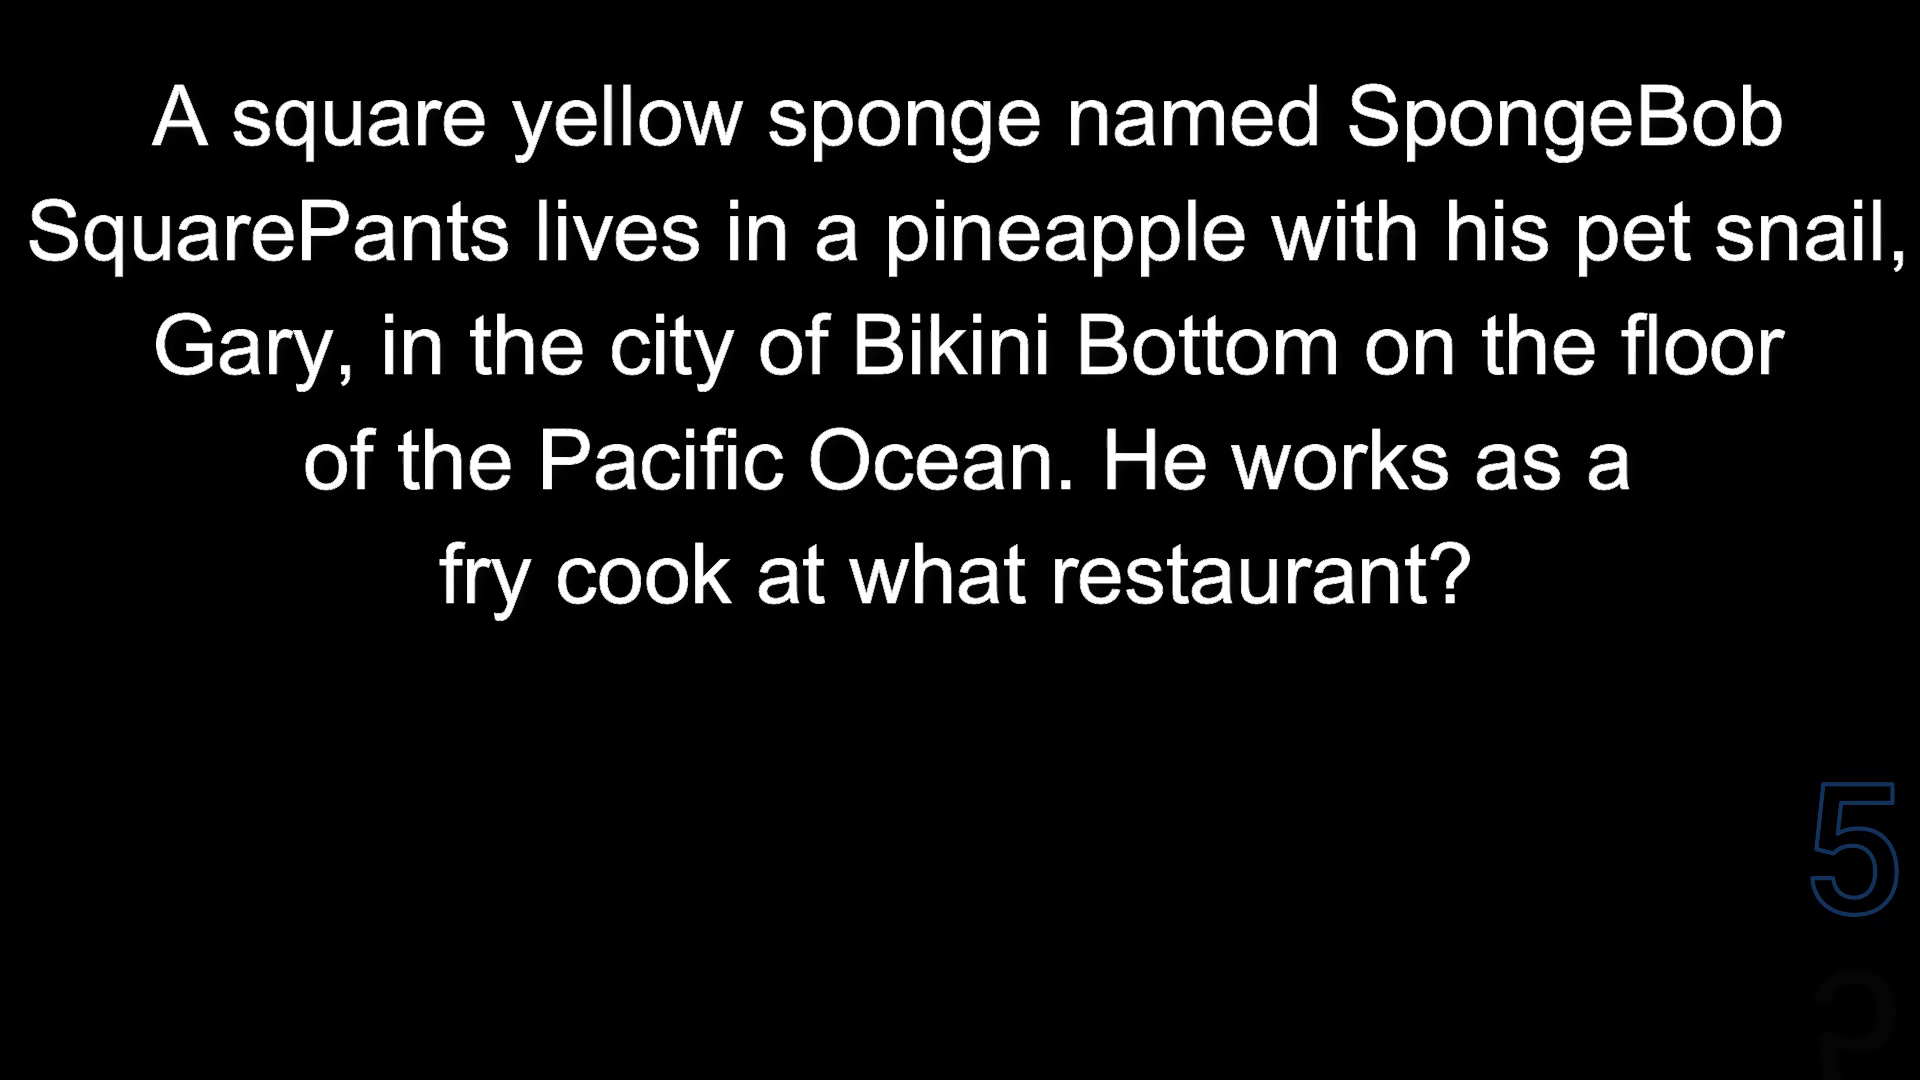 A square yellow sponge named SpongeBob
SquarePants lives in a pineapple with his pet snail,
Gary, in the city of Bikini Bottom on the floor
of the Pacific Ocean. He works as a
fry cook at what restaurant?
5